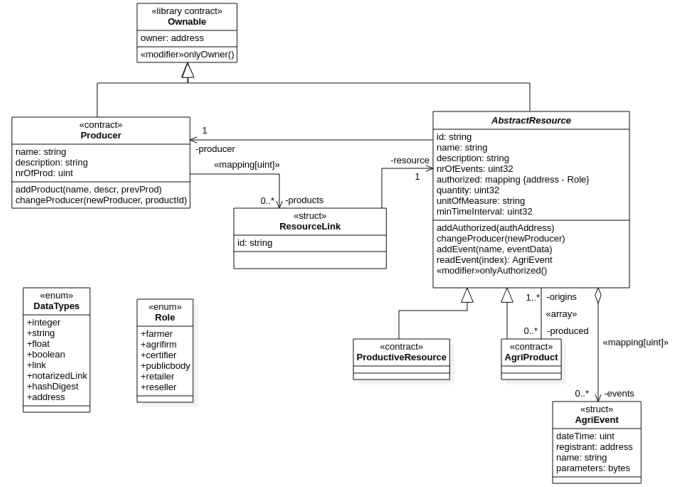 «library contract»
Ownable
owner: address
«modifier»onlyOwner()
«contract»
Producer
name: string
description: string
nrOfProd: uint
addProduct(name, descr, prevProd)
changeProducer(newProducer, productId)
1
-producer
«mapping[uint]»
0..* -products
-resource
1
AbstractResource
id: string
name: string
description: string
nrOfEvents: uint32
authorized: mapping {address - Role}
quantity: uint32
unitOfMeasure: string
minTimeInterval: uint32
addAuthorized(authAddress)
changeProducer(newProducer)
addEvent(name, eventData)
readEvent(index): AgriEvent
«modifier»onlyAuthorized()
«struct»
ResourceLink
id: string
«enum»
DataTypes
+integer
+string
+float
+boolean
+link
+notarizedLink
+hashDigest
+address
«enum»
Role
+farmer
+agrifirm
+certifier
+publicbody
+retailer
+reseller
1..* -origins
«array»
0..* -produced
«contract»
ProductiveResource
«contract»
AgriProduct
«mapping[uint]»
0..* -events
«struct»
AgriEvent
dateTime: uint
registrant: address
name: string
parameters: bytes